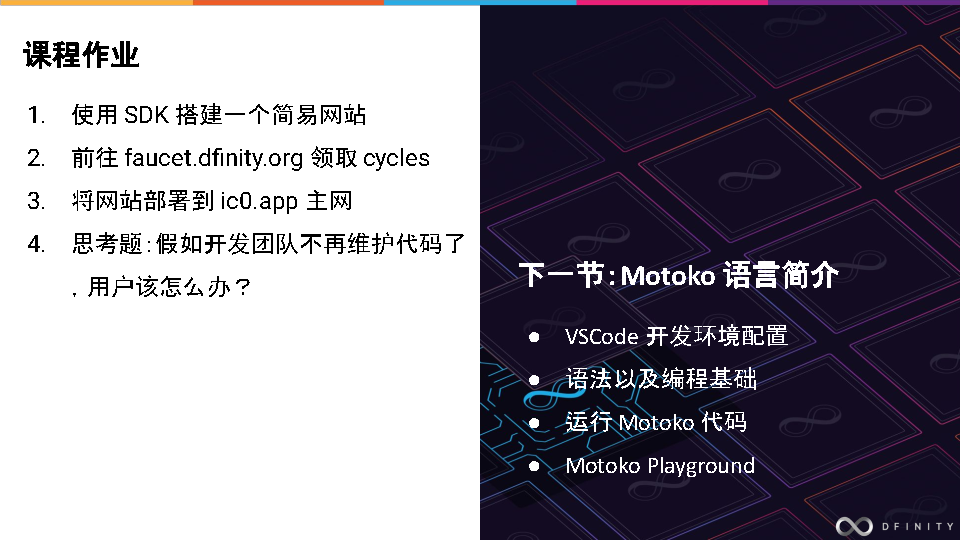 课程作业
1. 使用 SDK 搭建一个简易网站
2. 前往 faucet.dfinity.org 领取 cycles
3. 将网站部署到 ic0.app 主网
4. 思考题：假如开发团队不再维护代码了
，用户该怎么办？
下一节：Motoko 语言简介
● VSCode 开发环境配置
● 语法以及编程基础
● 运行 Motoko 代码
● Motoko Playground
DFINITY